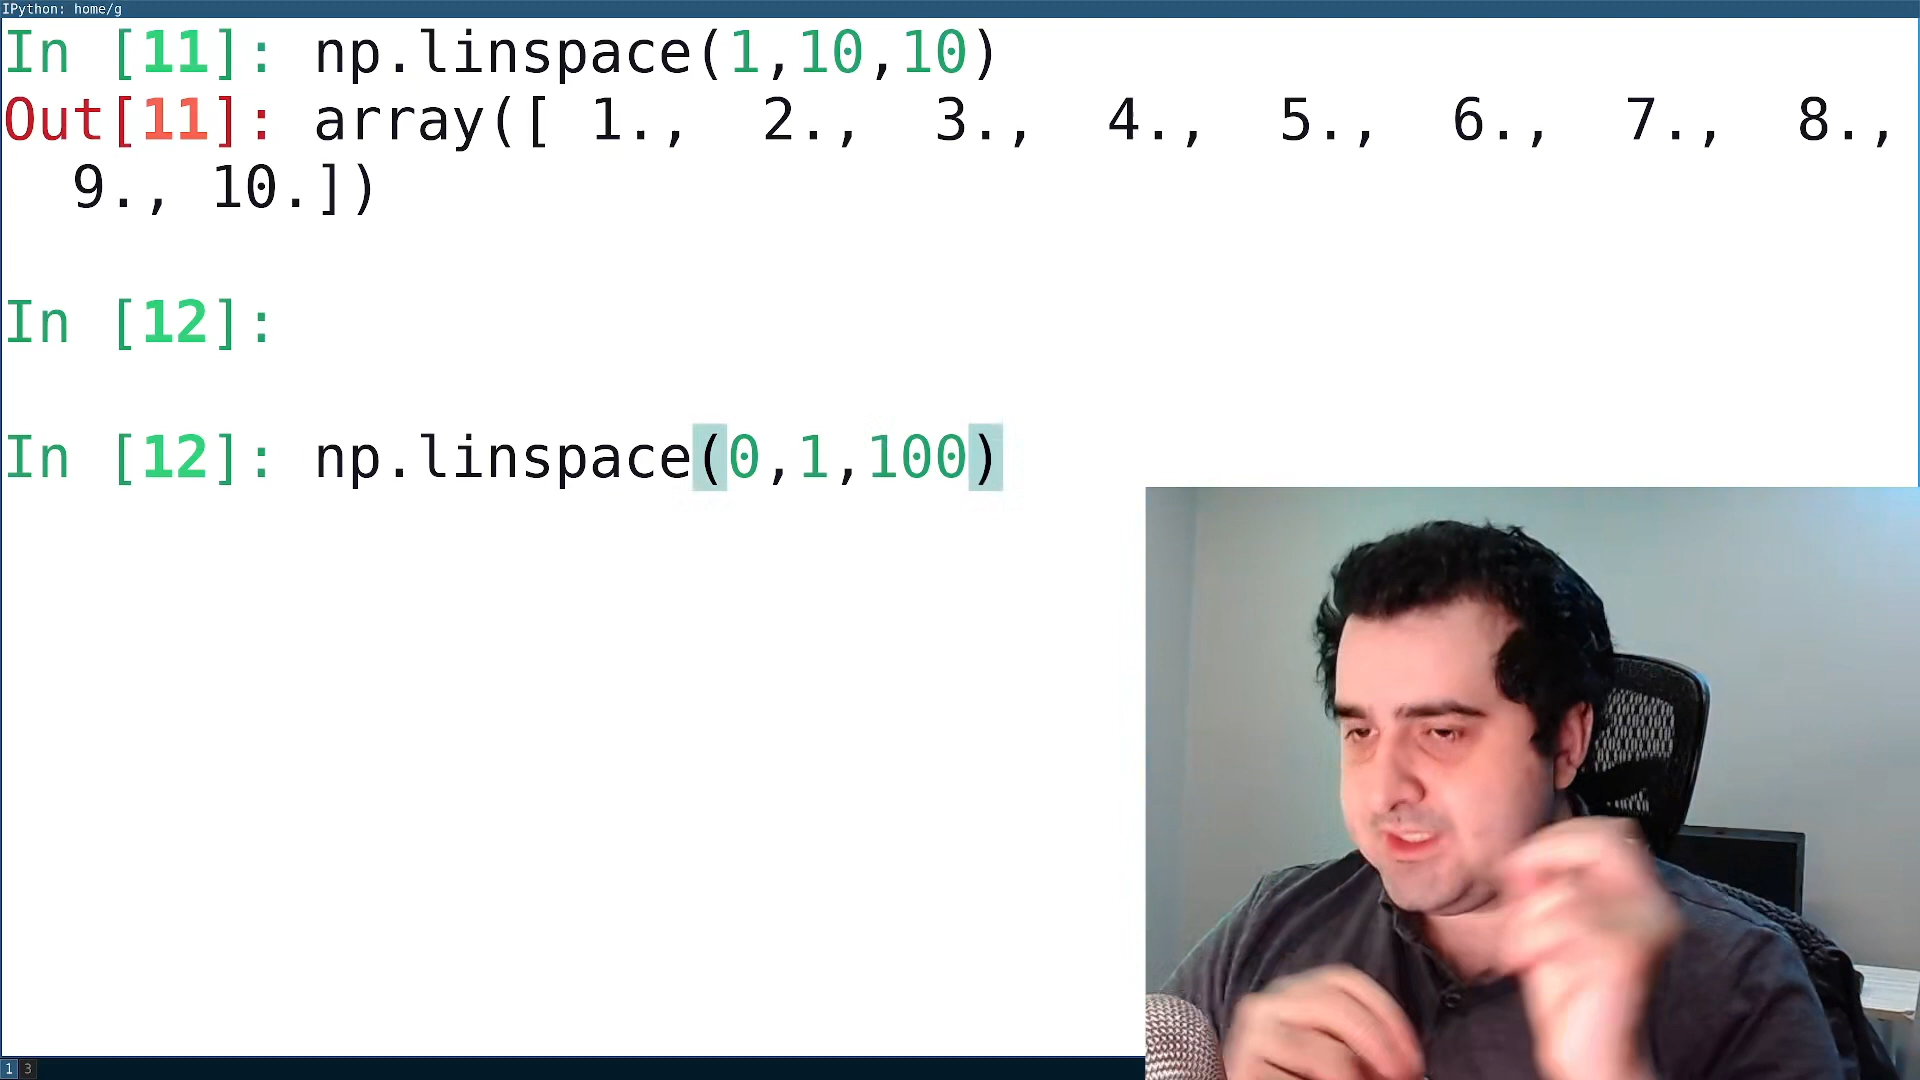 IPython: home/g
In [11]: np.linspace(1,10,10)
Out[11]: array([ 1.,  2.,  3.,  4.,  5.,  6.,  7.,  8.,
  9., 10.])
In [12]:
In [12]: np.linspace(0,1,100)
1 3